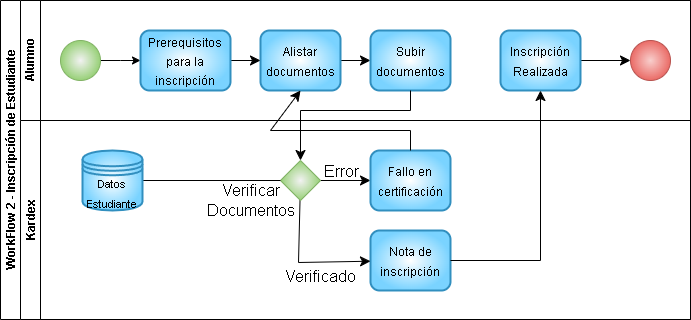 WorkFlow 2 - Inscripción de Estudiante
Alumno
Prerequisitos
para la
inscripción
Alistar
documentos
Subir
documentos
Inscripción
Realizada
Kardex
Datos
Estudiante
Verificar
Documentos
Error
Fallo en
certificación
Verificado
Nota de
inscripción